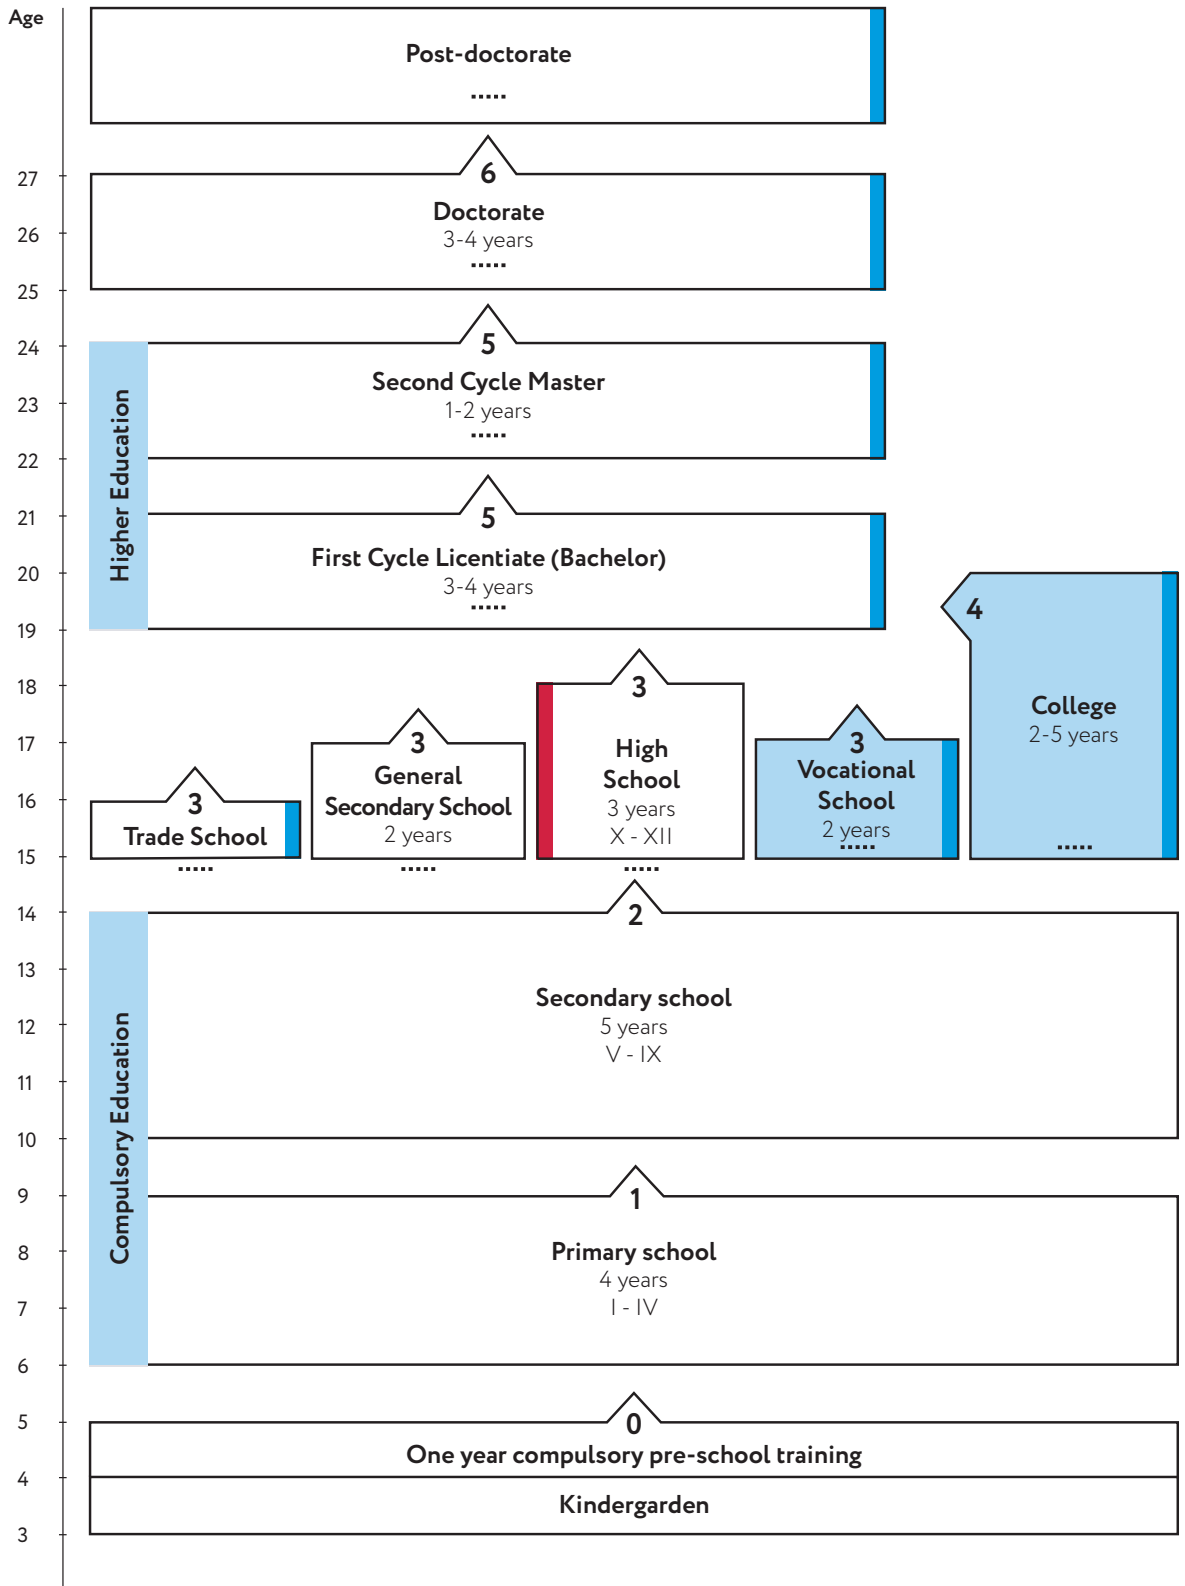 Age
Post-doctorate
.....
27
6
Doctorate
26
3-4 years
.....
25
24
5
Second Cycle Master
23
1-2 years
.....
22
Higher Education
21
5
First Cycle Licentiate (Bachelor)
20
3-4 years
.....
4
19
18
3
College
2-5 years
.....
17
3
General
Secondary School
2 years
.....
High
School
3 years
X - XII
.....
3
Vocational
School
2 years
.....
16
3
Trade School
.....
15
14
2
13
Secondary school
12
5 years
V - IX
11
Compulsory Education
10
9
1
8
Primary school
4 years
7
I - IV
6
5
0
One year compulsory pre-school training
4
Kindergarden
3